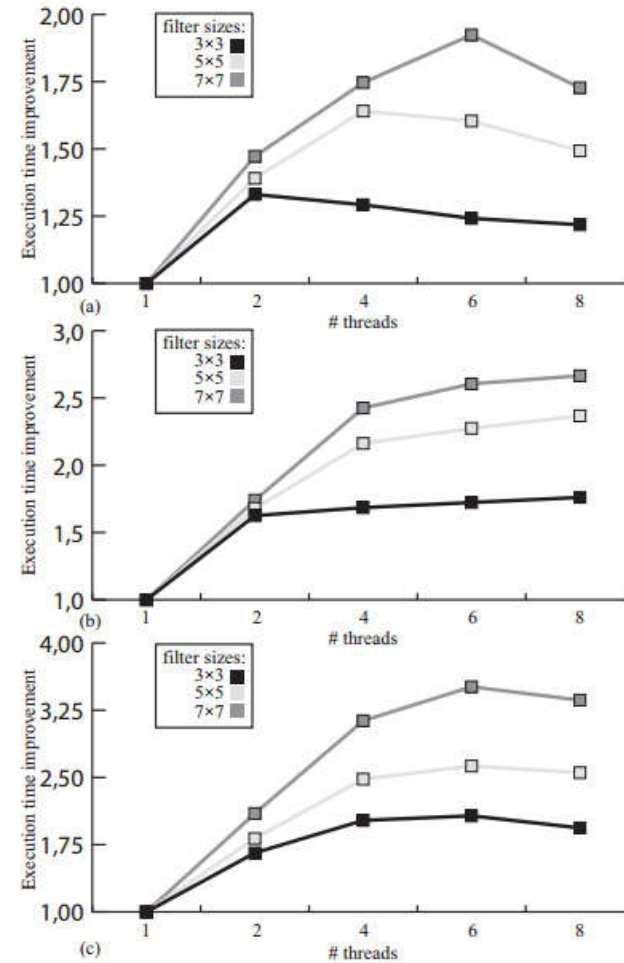 2,00
1,75
1,50
1,25
1,00
Execution time improvement
filter sizes:
3×3
5×5
7×7
(a)
1 2 4 6 8
# threads
3,0
2,5
2,0
1,5
1,0
Execution time improvement
filter sizes:
3×3
5×5
7×7
(b)
1 2 4 6 8
# threads
4,00
3,25
2,50
1,75
1,00
Execution time improvement
filter sizes:
3×3
5×5
7×7
(c)
1 2 4 6 8
# threads